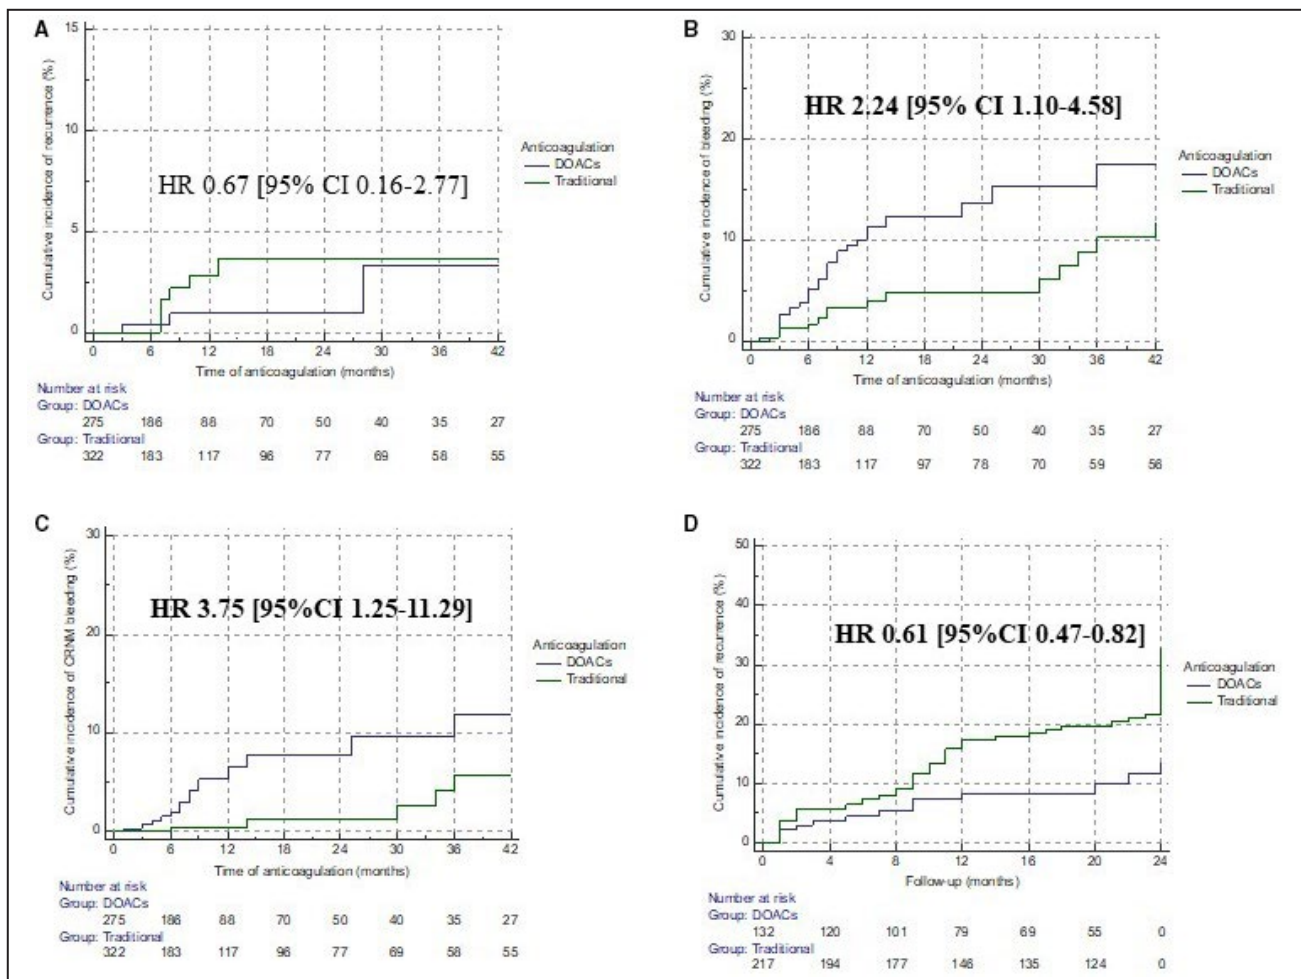 A
Cumulative incidence of recurrence (%)
15
10
5
0
HR 0.67 [95% CI 0.16-2.77]
Anticoagulation
DOACs
Traditional
0 6 12 18 24 30 36 42
Time of anticoagulation (months)
Number at risk
Group: DOACs
275 186 88 70 50 40 35 27
Group: Traditional
322 183 117 96 77 69 58 55
B
Cumulative incidence of bleeding (%)
30
20
10
0
HR 2.24 [95% CI 1.10-4.58]
Anticoagulation
DOACs
Traditional
0 6 12 18 24 30 36 42
Time of anticoagulation (months)
Number at risk
Group: DOACs
275 186 88 70 50 40 35 27
Group: Traditional
322 183 117 97 78 70 59 56
C
Cumulative incidence of CRNM bleeding (%)
30
20
10
0
HR 3.75 [95%CI 1.25-11.29]
Anticoagulation
DOACs
Traditional
0 6 12 18 24 30 36 42
Time of anticoagulation (months)
Number at risk
Group: DOACs
275 186 88 70 50 40 35 27
Group: Traditional
322 183 117 96 77 69 58 55
D
Cumulative incidence of recurrence (%)
50
40
30
20
10
0
HR 0.61 [95%CI 0.47-0.82]
Anticoagulation
DOACs
Traditional
0 4 8 12 16 20 24
Follow-up (months)
Number at risk
Group: DOACs
132 120 101 79 69 55 0
Group: Traditional
217 194 177 146 135 124 0